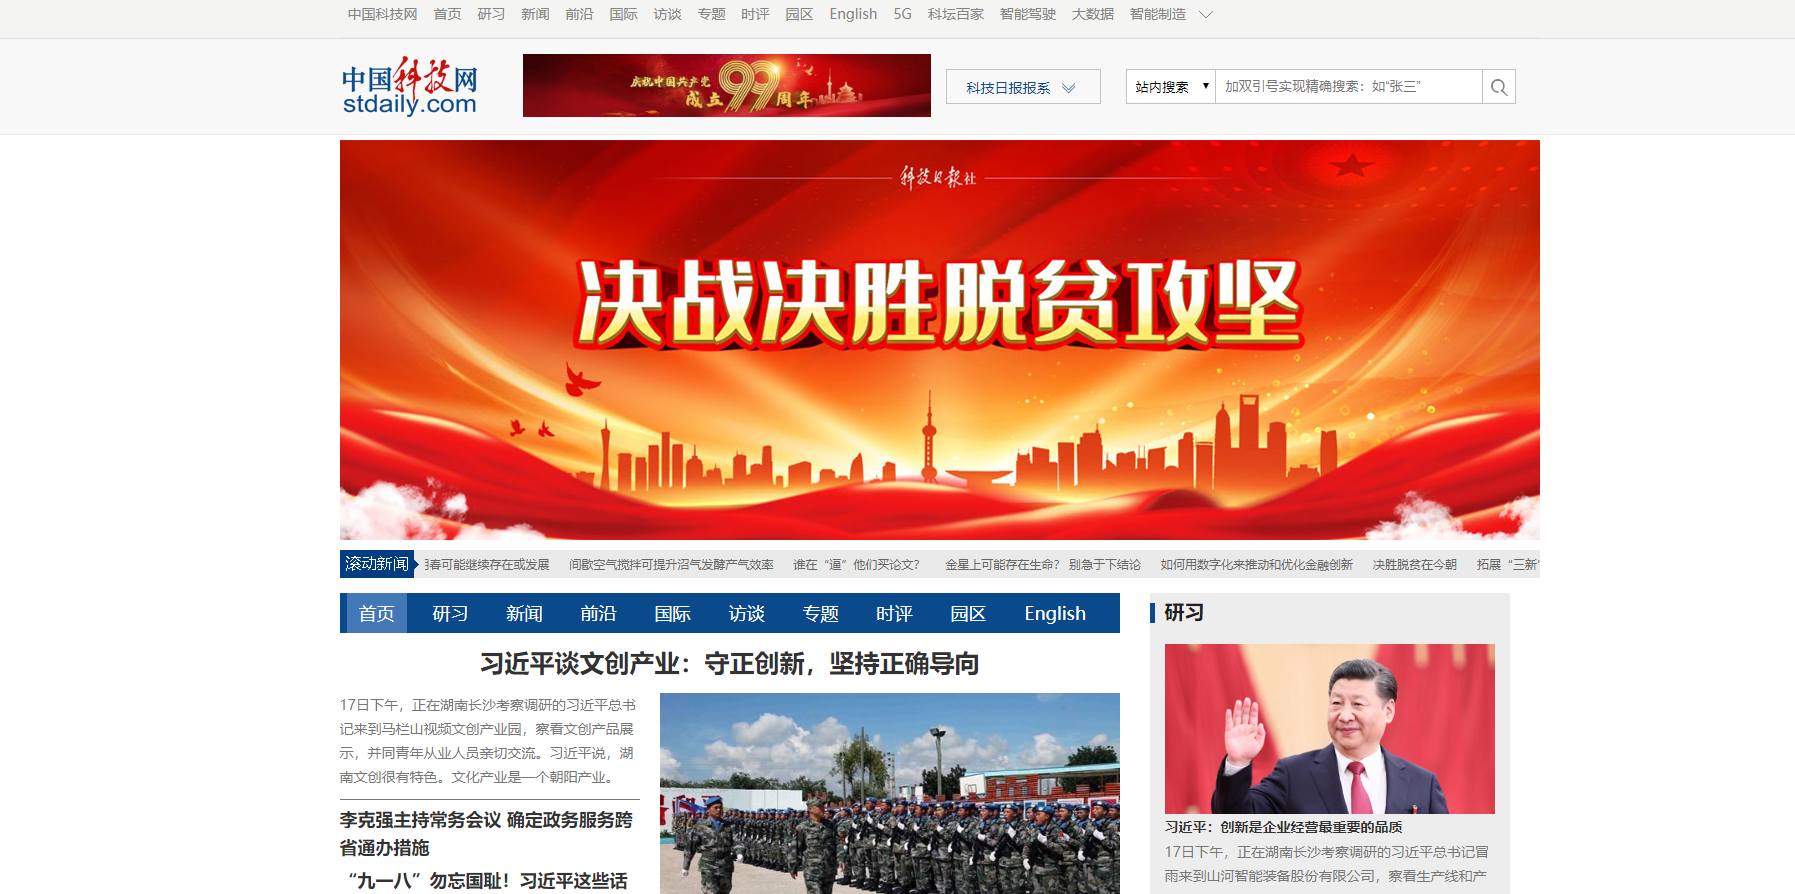 中国科技网 首页 研习 新闻 前沿 国际 访谈 专题 时评 园区 English 5G 科坛百家 智能驾驶 大数据 智能制造
中国科技网
stdaily.com
庆祝中国共产党
成立99周年
科技日报报系
站内搜索
加双引号实现精确搜索：如“张三”
科技日报社
决战决胜脱贫攻坚
滚动新闻
春可能继续存在或发展 间歇空气搅拌可提升沼气发酵产气效率 谁在“逼”他们买论文？ 金星上可能存在生命？ 别急于下结论 如何用数字化来推动和优化金融创新 决胜脱贫在今朝 拓展“三新”
首页 研习 新闻 前沿 国际 访谈 专题 时评 园区 English
习近平谈文创产业：守正创新，坚持正确导向
17日下午，正在湖南长沙考察调研的习近平总书
记来到马栏山视频文创产业园，察看文创产品展
示，并同青年从业人员亲切交流。习近平说，湖
南文创很有特色。文化产业是一个朝阳产业。
李克强主持常务会议 确定政务服务跨
省通办措施
“九一八”勿忘国耻！习近平这些话
研习
习近平：创新是企业经营最重要的品质
17日下午，正在湖南长沙考察调研的习近平总书记冒
雨来到山河智能装备股份有限公司，察看生产线和产